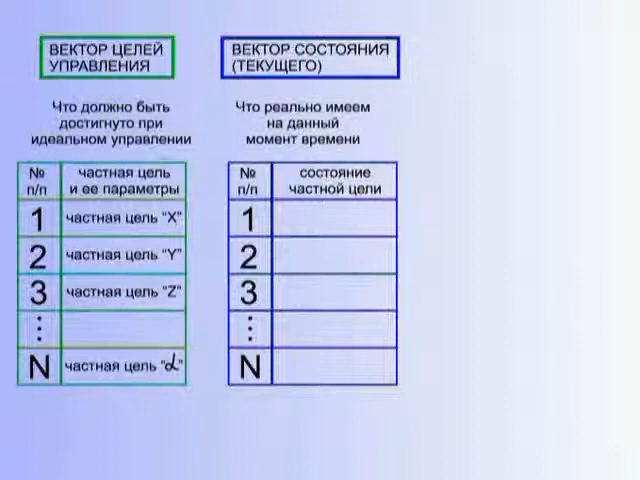 ВЕКТОР ЦЕЛЕЙ
УПРАВЛЕНИЯ
Что должно быть
достигнуто при
идеальном управлении
№
п/п
частная цель
и ее параметры
1 частная цель "X"
2 частная цель "Y"
3 частная цель "Z"
⋮
N частная цель "α"
ВЕКТОР СОСТОЯНИЯ
(ТЕКУЩЕГО)
Что реально имеем
на данный
момент времени
№
п/п
состояние
частной цели
1
2
3
⋮
N